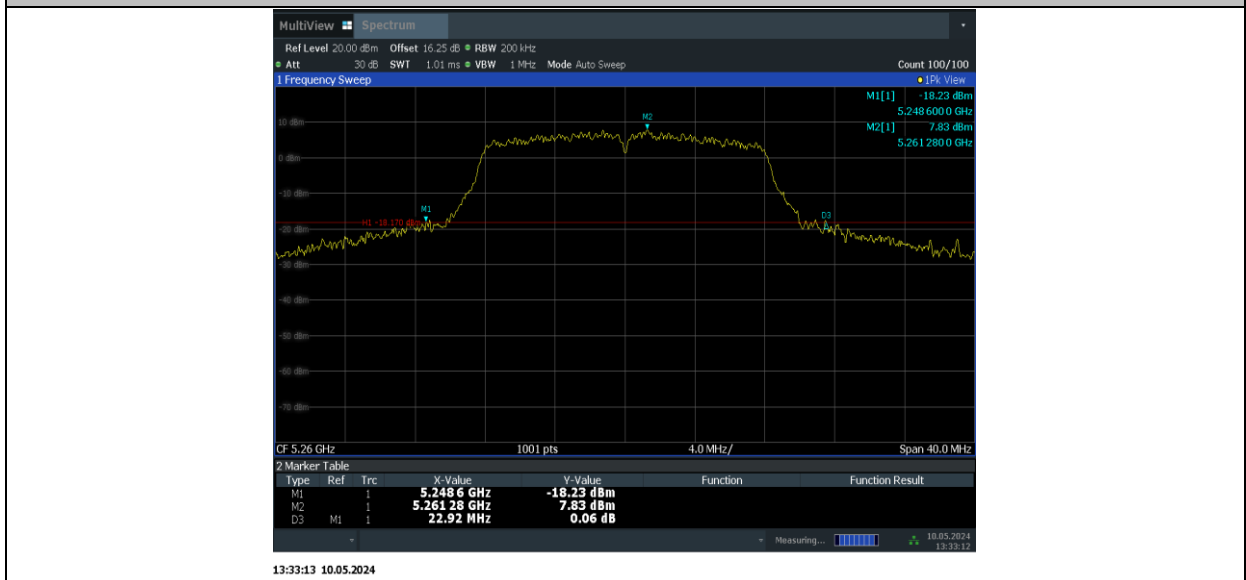 MultiView Spectrum
Ref Level 20.00 dBm Offset 16.25 dB RBW 200 kHz
Att 30 dB SWT 1.01 ms VBW 1 MHz Mode Auto Sweep Count 100/100
1 Frequency Sweep 1Pk View
M1[1] -18.23 dBm
5.248 600 0 GHz
M2[1] 7.83 dBm
5.261 280 0 GHz
M2
10 dBm
0 dBm
-10 dBm
M1
D3
H1 -18.170 dBm
-20 dBm
-30 dBm
-40 dBm
-50 dBm
-60 dBm
-70 dBm
CF 5.26 GHz 1001 pts 4.0 MHz/ Span 40.0 MHz
2 Marker Table
Type Ref Trc X-Value Y-Value Function Function Result
M1 1 5.248 6 GHz -18.23 dBm
M2 1 5.261 28 GHz 7.83 dBm
D3 M1 1 22.92 MHz 0.06 dB
Measuring... 10.05.2024
13:33:12
13:33:13 10.05.2024